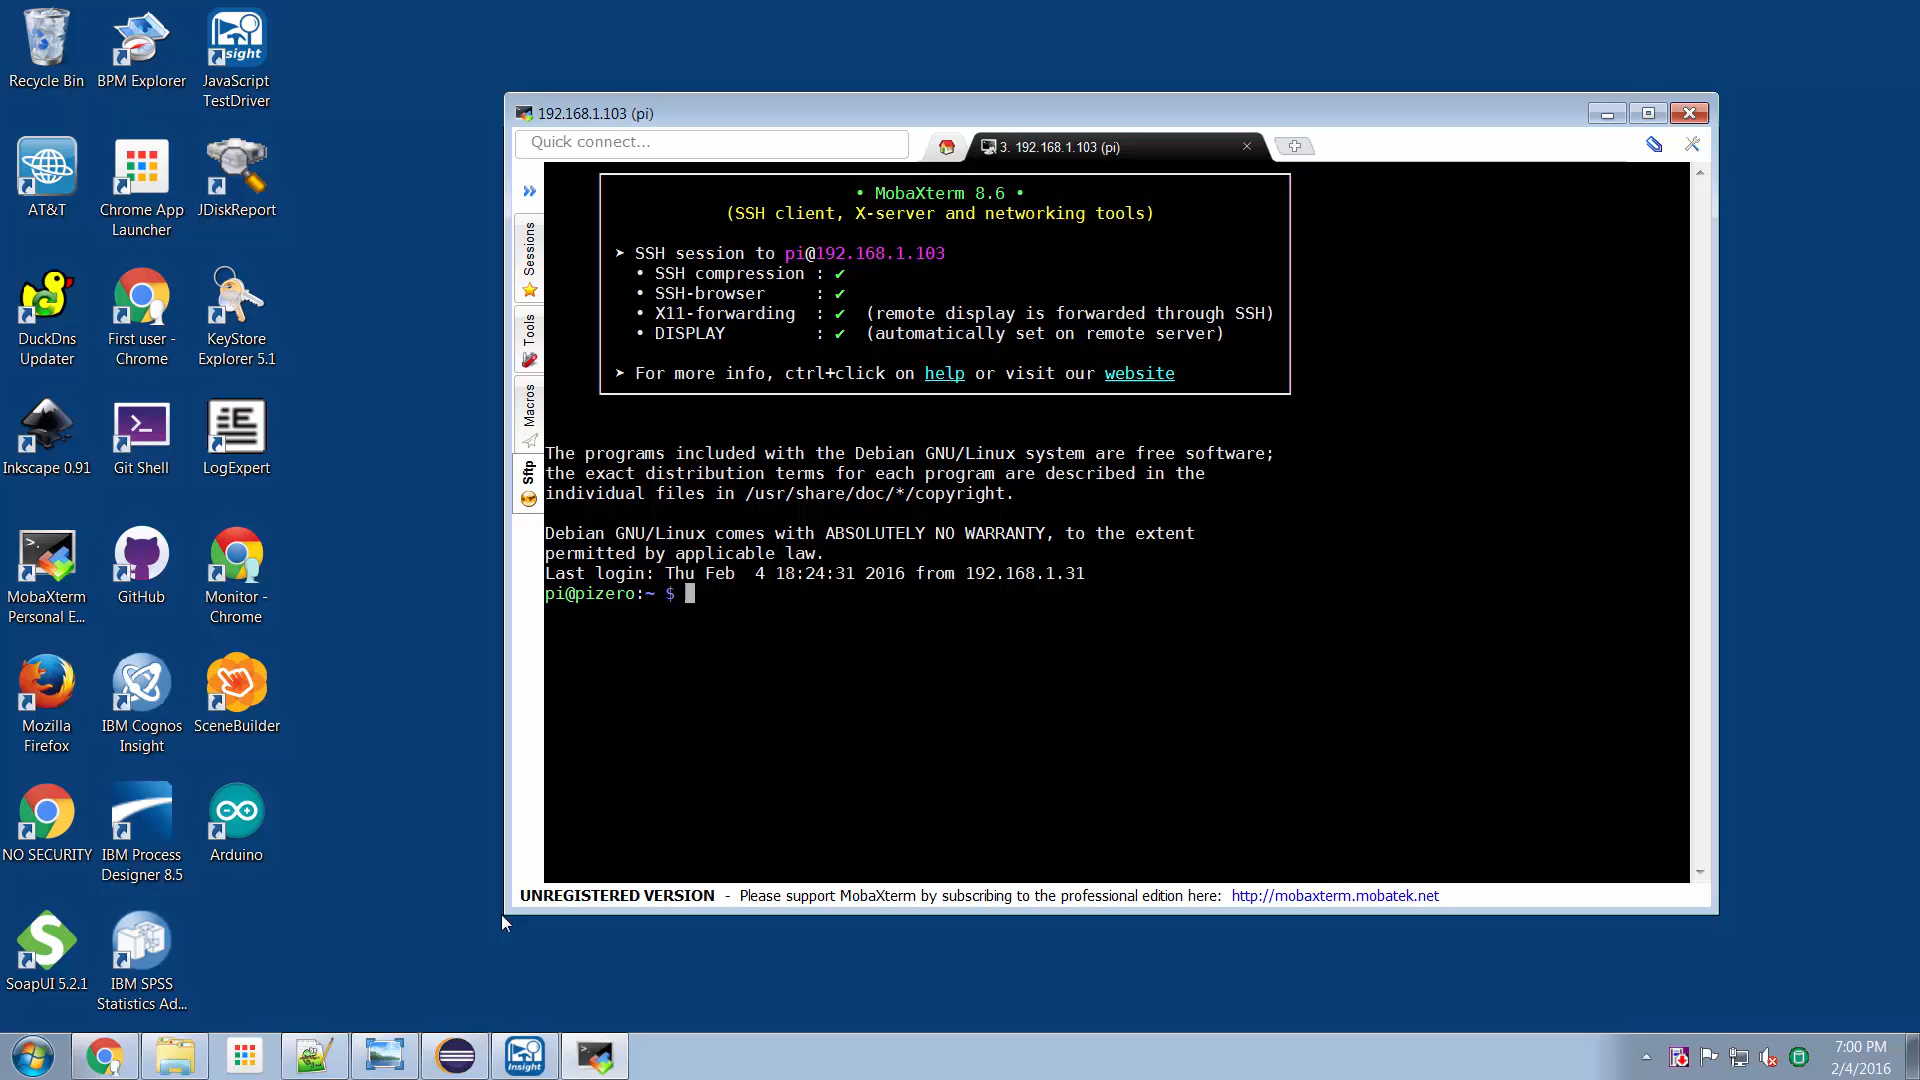 Recycle Bin
BPM Explorer
JavaScript
TestDriver
AT&T
Chrome App
Launcher
JDiskReport
DuckDns
Updater
First user -
Chrome
KeyStore
Explorer 5.1
Inkscape 0.91
Git Shell
LogExpert
MobaXterm
Personal E...
GitHub
Monitor -
Chrome
Mozilla
Firefox
IBM Cognos
Insight
SceneBuilder
NO SECURITY
IBM Process
Designer 8.5
Arduino
SoapUI 5.2.1
IBM SPSS
Statistics Ad...
192.168.1.103 (pi)
Quick connect...
3. 192.168.1.103 (pi)
Sessions
Tools
Macros
Sftp
• MobaXterm 8.6 •
(SSH client, X-server and networking tools)
➤ SSH session to pi@192.168.1.103
• SSH compression : ✔
• SSH-browser : ✔
• X11-forwarding : ✔ (remote display is forwarded through SSH)
• DISPLAY : ✔ (automatically set on remote server)
➤ For more info, ctrl+click on help or visit our website
The programs included with the Debian GNU/Linux system are free software;
the exact distribution terms for each program are described in the
individual files in /usr/share/doc/*/copyright.
Debian GNU/Linux comes with ABSOLUTELY NO WARRANTY, to the extent
permitted by applicable law.
Last login: Thu Feb  4 18:24:31 2016 from 192.168.1.31
pi@pizero:~ $
UNREGISTERED VERSION - Please support MobaXterm by subscribing to the professional edition here: http://mobaxterm.mobatek.net
Insight
7:00 PM
2/4/2016